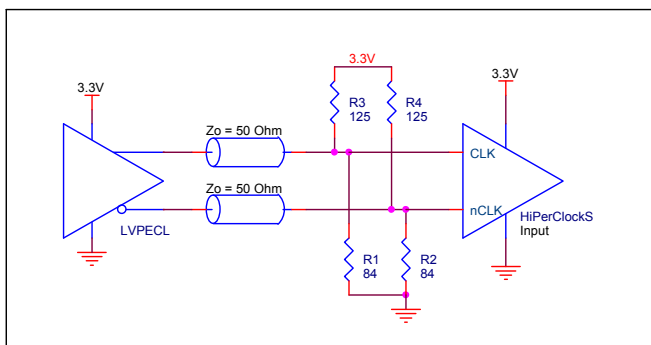 3.3V
3.3V
3.3V
R3
125
R4
125
Zo = 50 Ohm
CLK
Zo = 50 Ohm
nCLK
LVPECL
HiPerClockS
Input
R1
84
R2
84